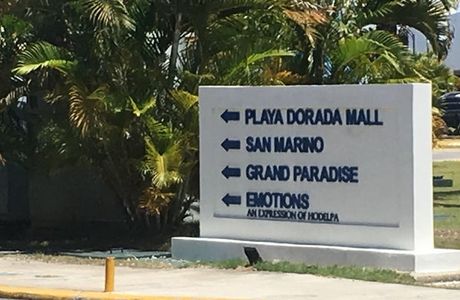 PLAYA DORADA MALL
SAN MARINO
GRAND PARADISE
EMOTIONS
AN EXPRESSION OF HODELPA